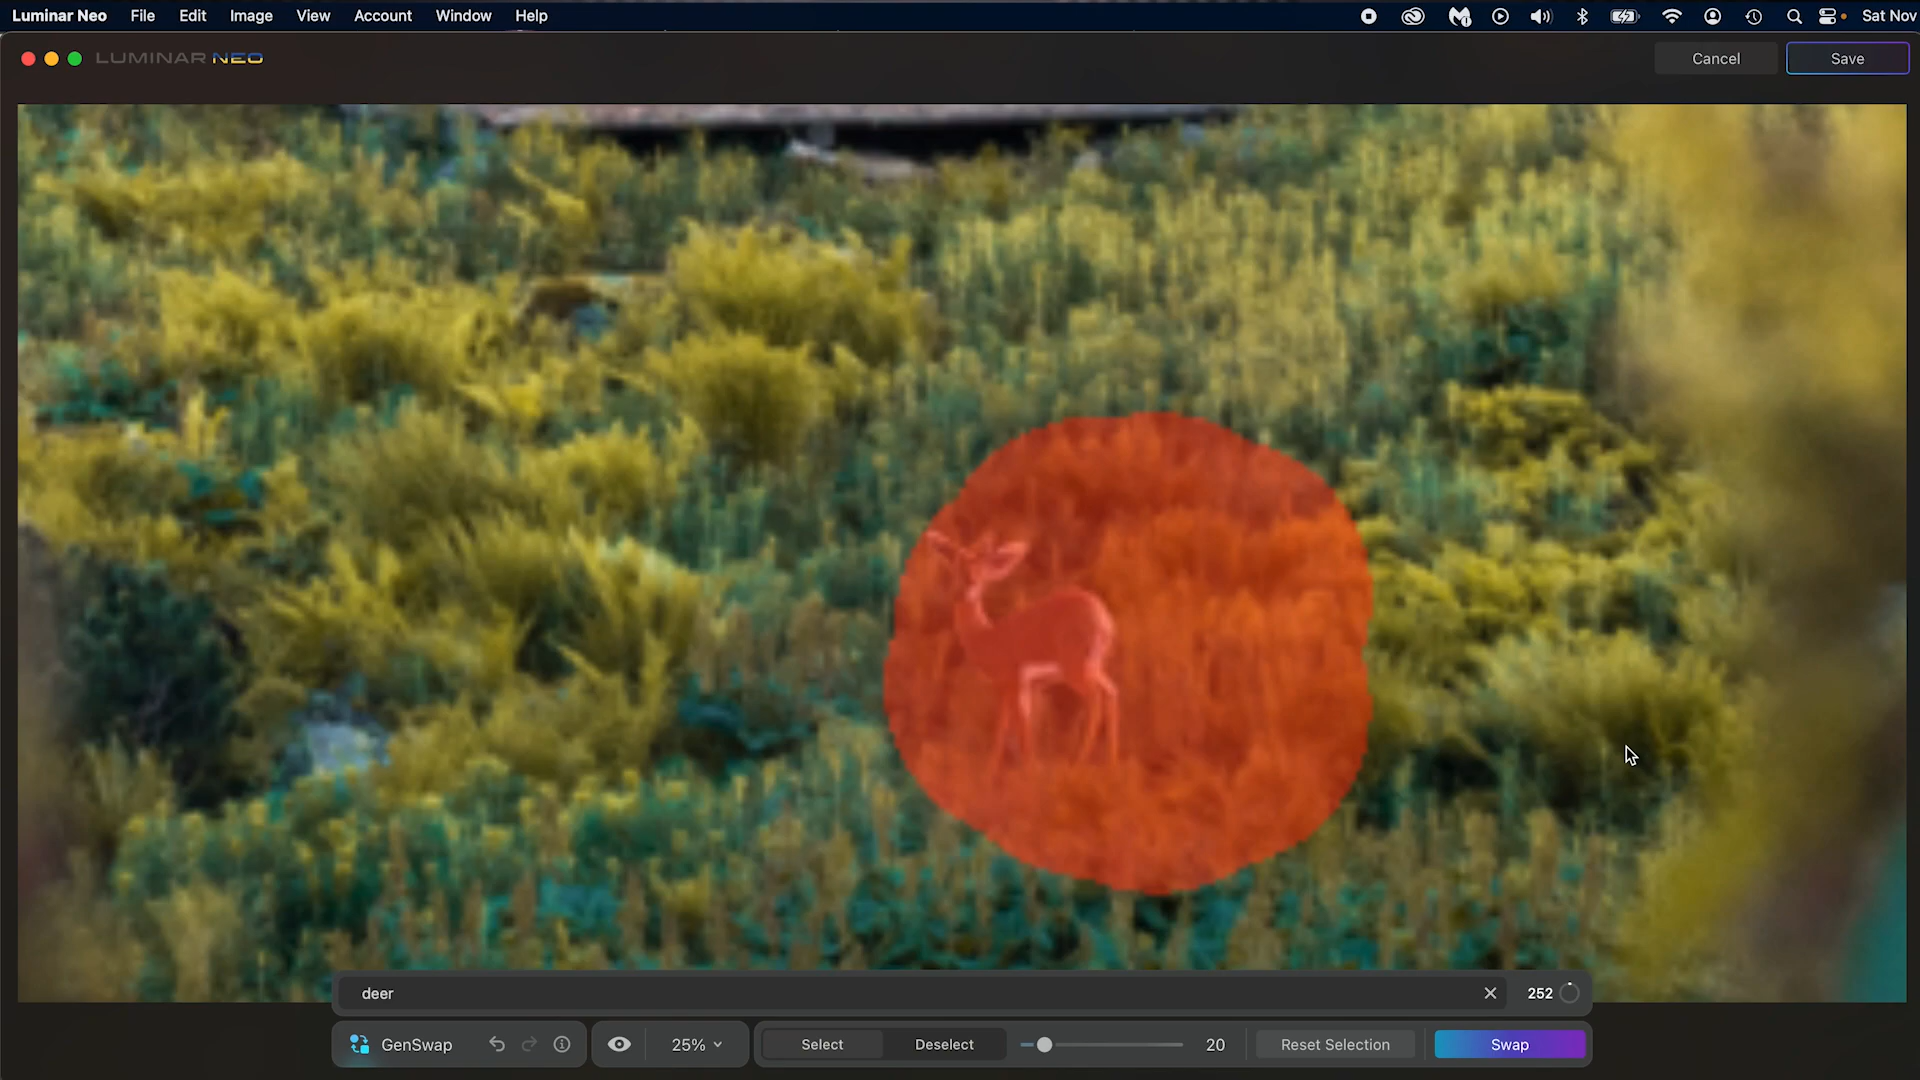 Luminar Neo File Edit Image View Account Window Help Sat Nov
LUMINAR NEO Cancel Save
deer 252
GenSwap 25% Select Deselect 20 Reset Selection Swap